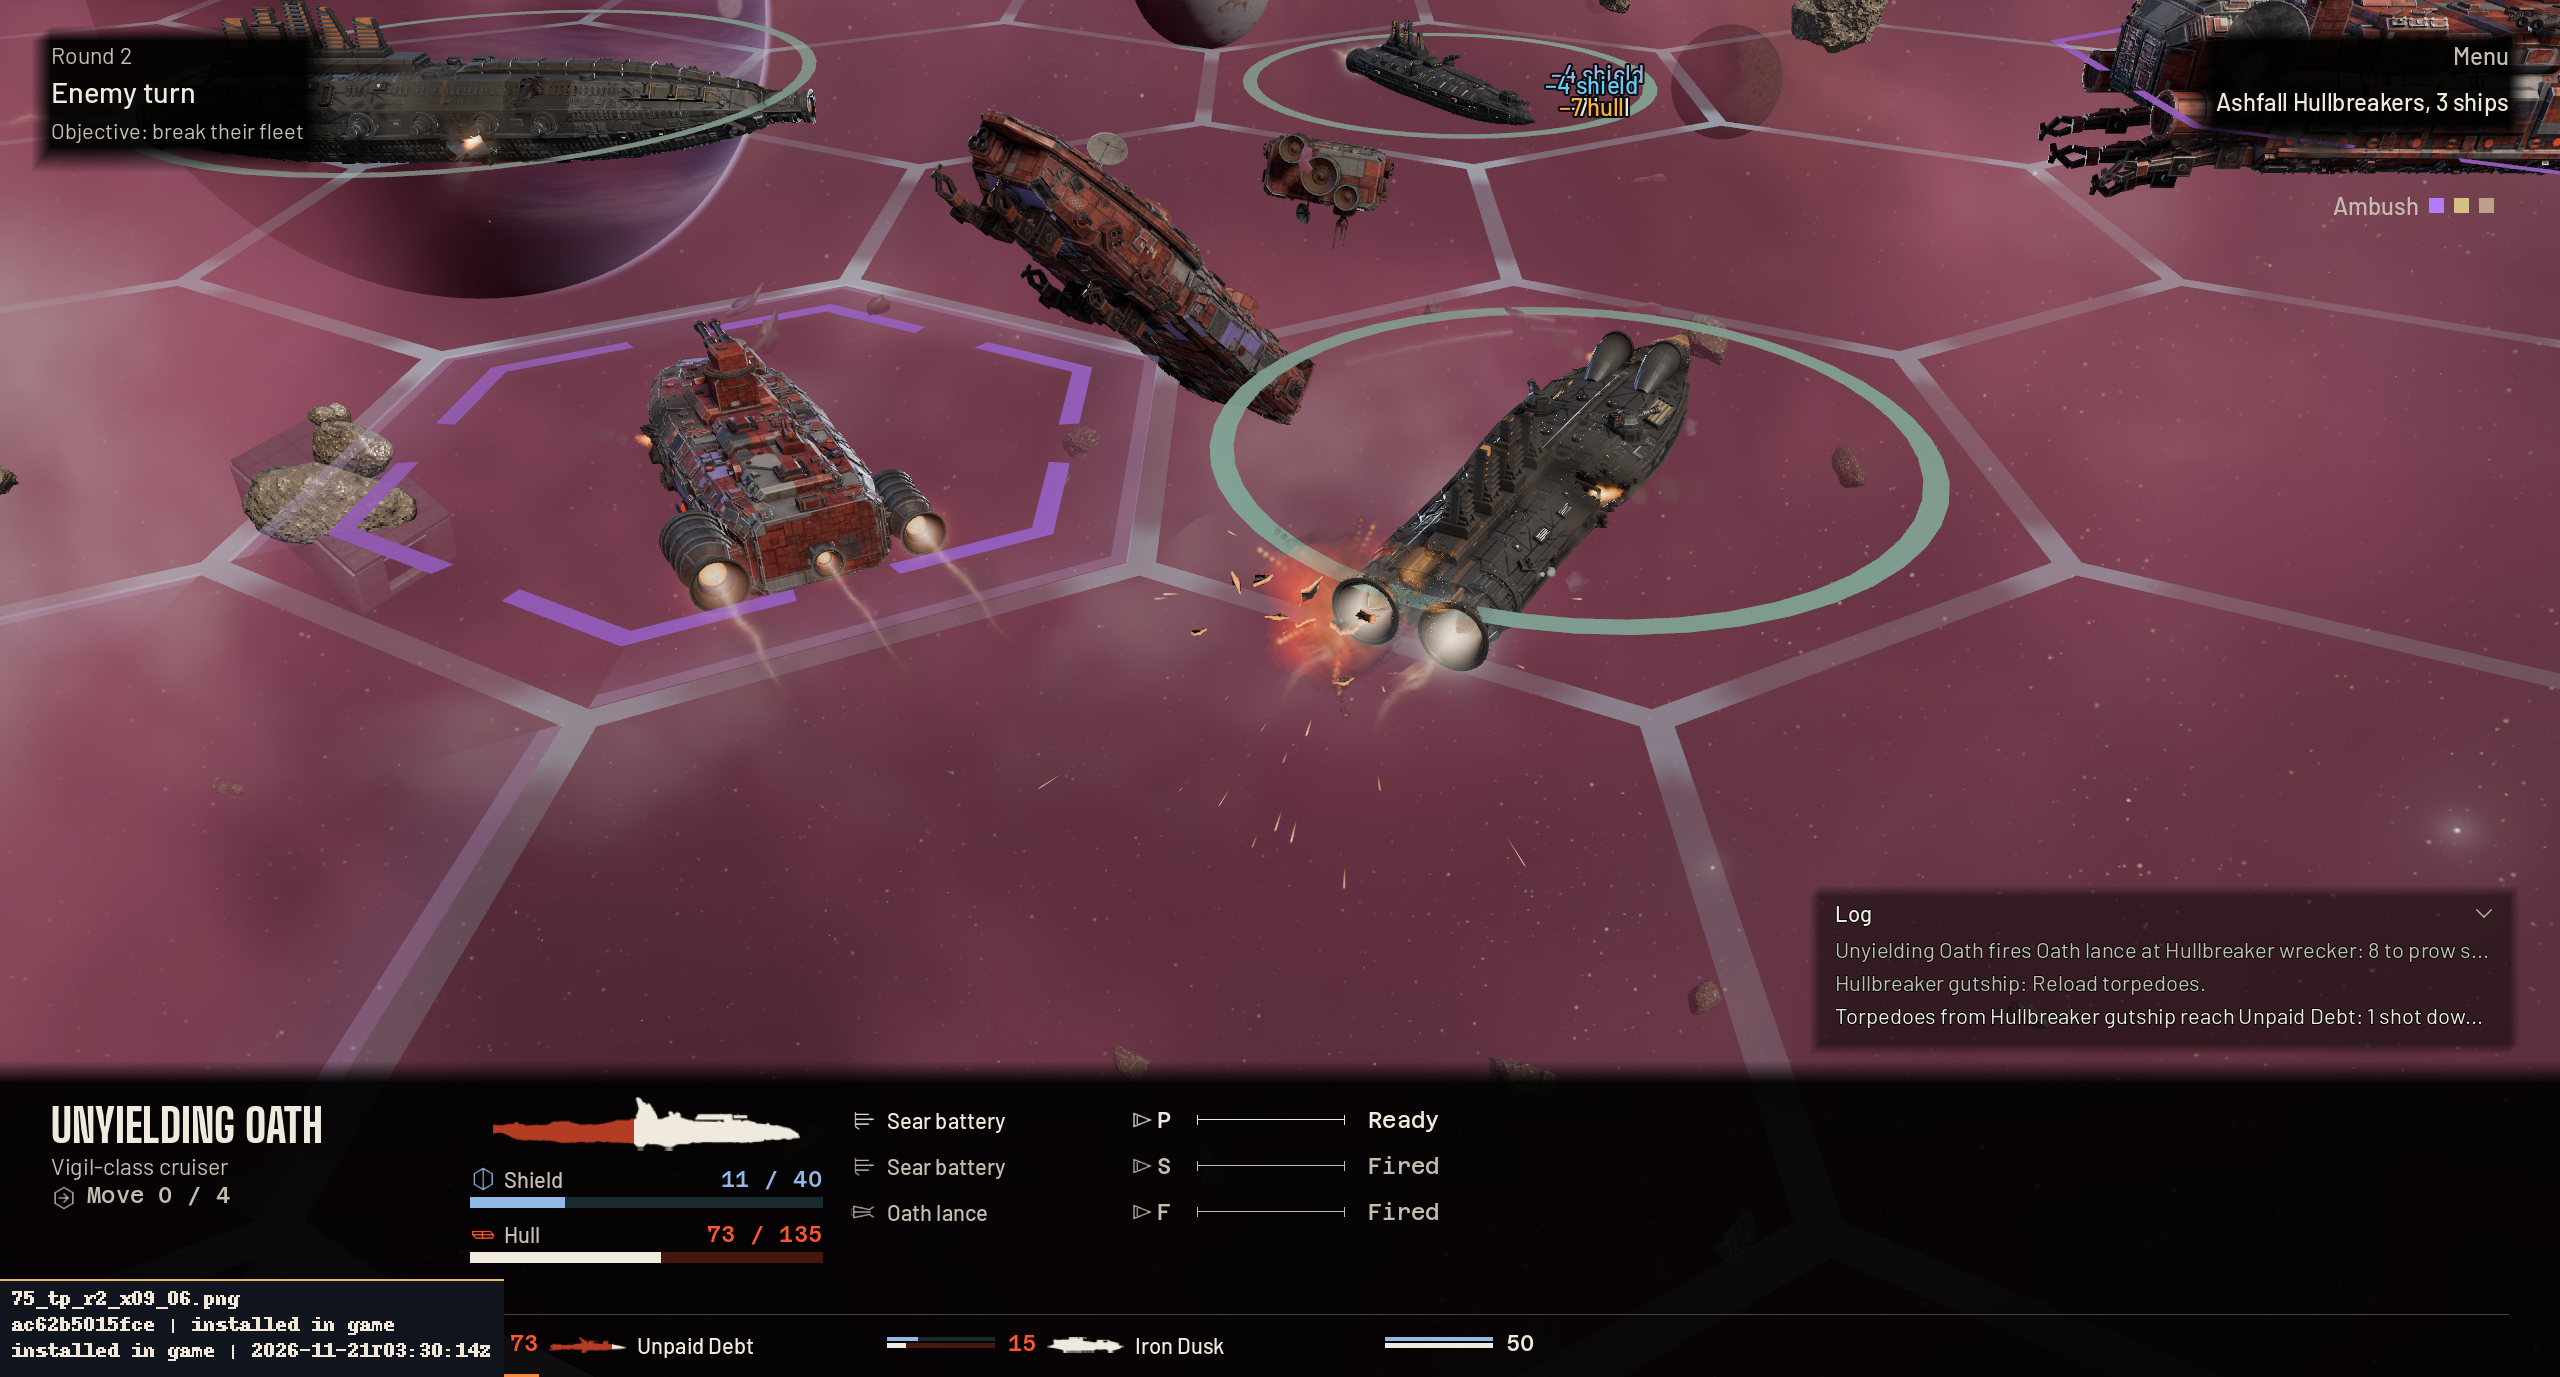 Round 2
Enemy turn
Objective: break their fleet
Menu
Ashfall Hullbreakers, 3 ships
Ambush
-4 shield
-4 shield
-7 hull
Log
Unyielding Oath fires Oath lance at Hullbreaker wrecker: 8 to prow s...
Hullbreaker gutship: Reload torpedoes.
Torpedoes from Hullbreaker gutship reach Unpaid Debt: 1 shot dow...
UNYIELDING OATH
Vigil-class cruiser
Move 0 / 4
Shield 11 / 40
Hull 73 / 135
Sear battery P Ready
Sear battery S Fired
Oath lance F Fired
75_tp_r2_x09_06.png
ac62b5015fce | installed in game
installed in game | 2026-11-21T03:30:14Z
73 Unpaid Debt 15 Iron Dusk 50